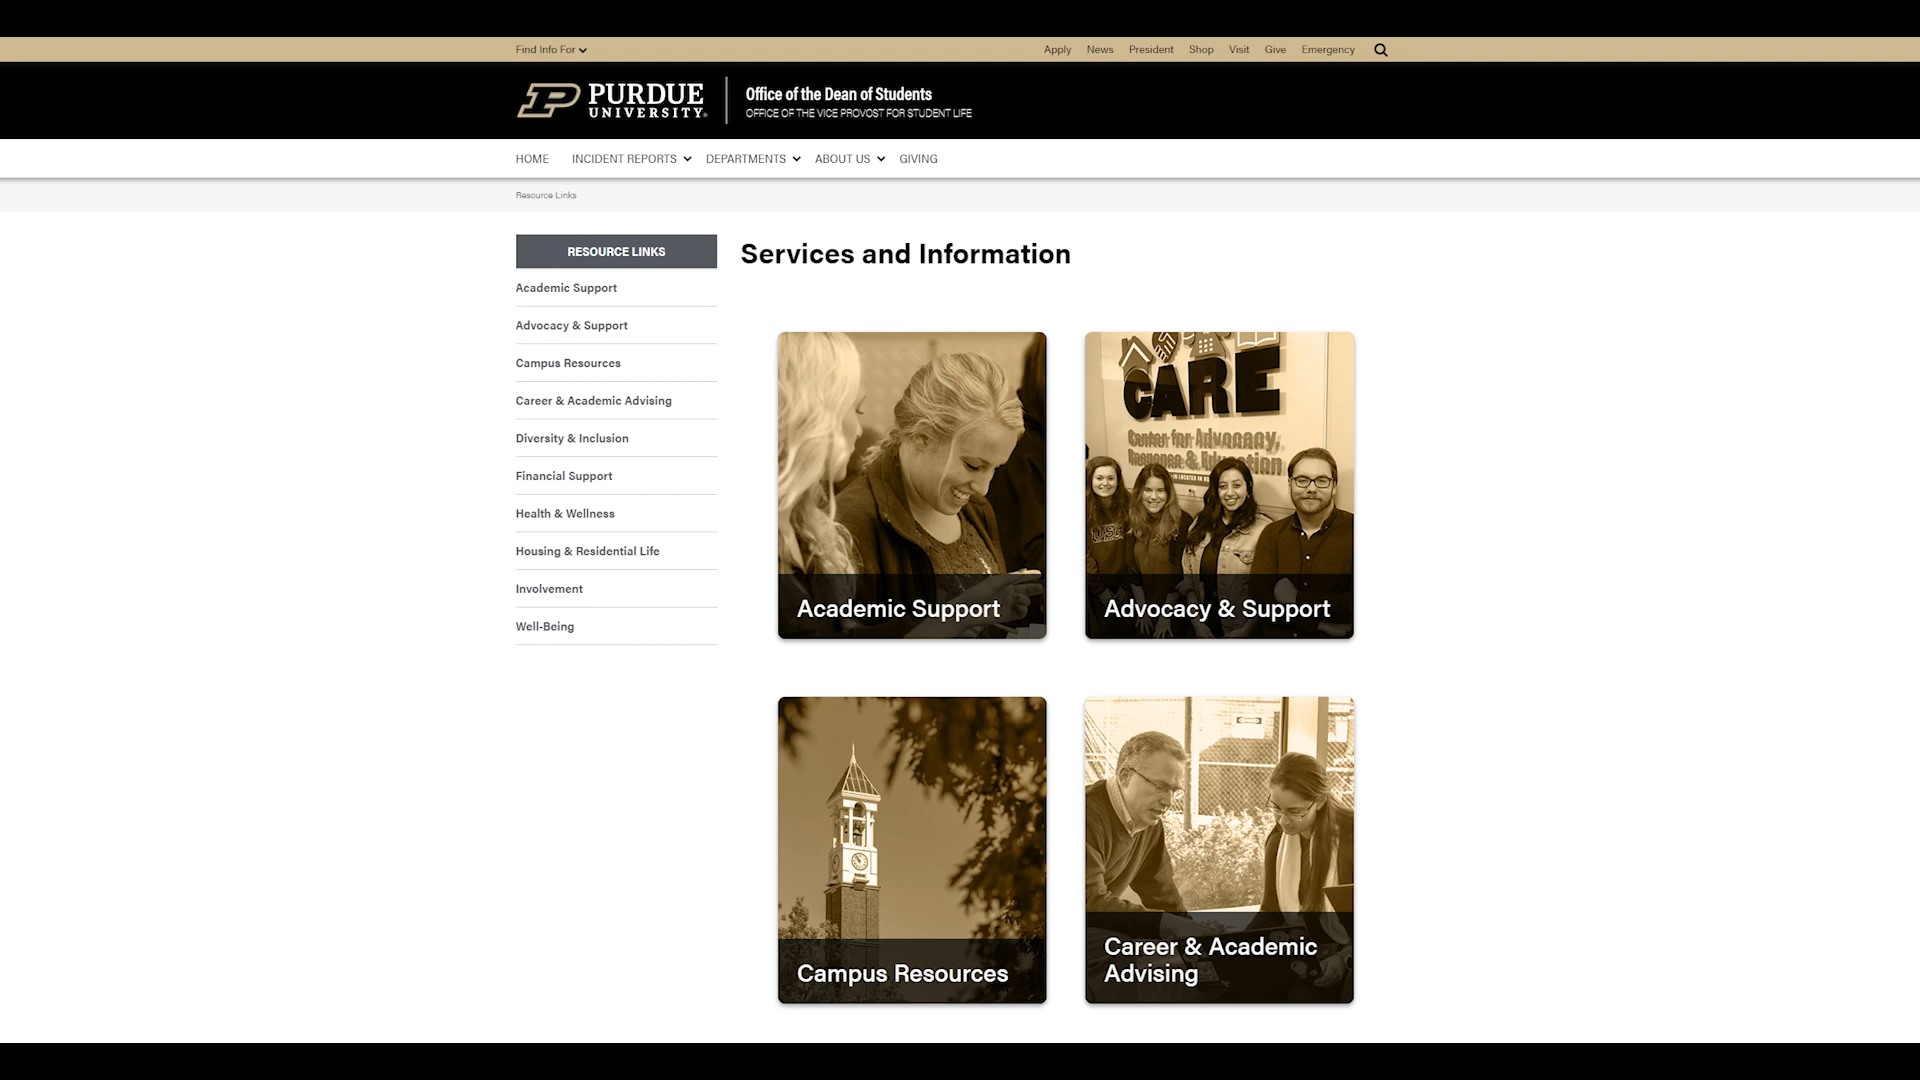 Find Info For
Apply
News
President
Shop
Visit
Give
Emergency
PURDUE
UNIVERSITY®
Office of the Dean of Students
OFFICE OF THE VICE PROVOST FOR STUDENT LIFE
HOME
INCIDENT REPORTS
DEPARTMENTS
ABOUT US
GIVING
Resource Links
RESOURCE LINKS
Academic Support
Advocacy & Support
Campus Resources
Career & Academic Advising
Diversity & Inclusion
Financial Support
Health & Wellness
Housing & Residential Life
Involvement
Well-Being
Services and Information
Academic Support
CARE
Center for Advocacy,
Response & Education
Advocacy & Support
Campus Resources
Career & Academic
Advising